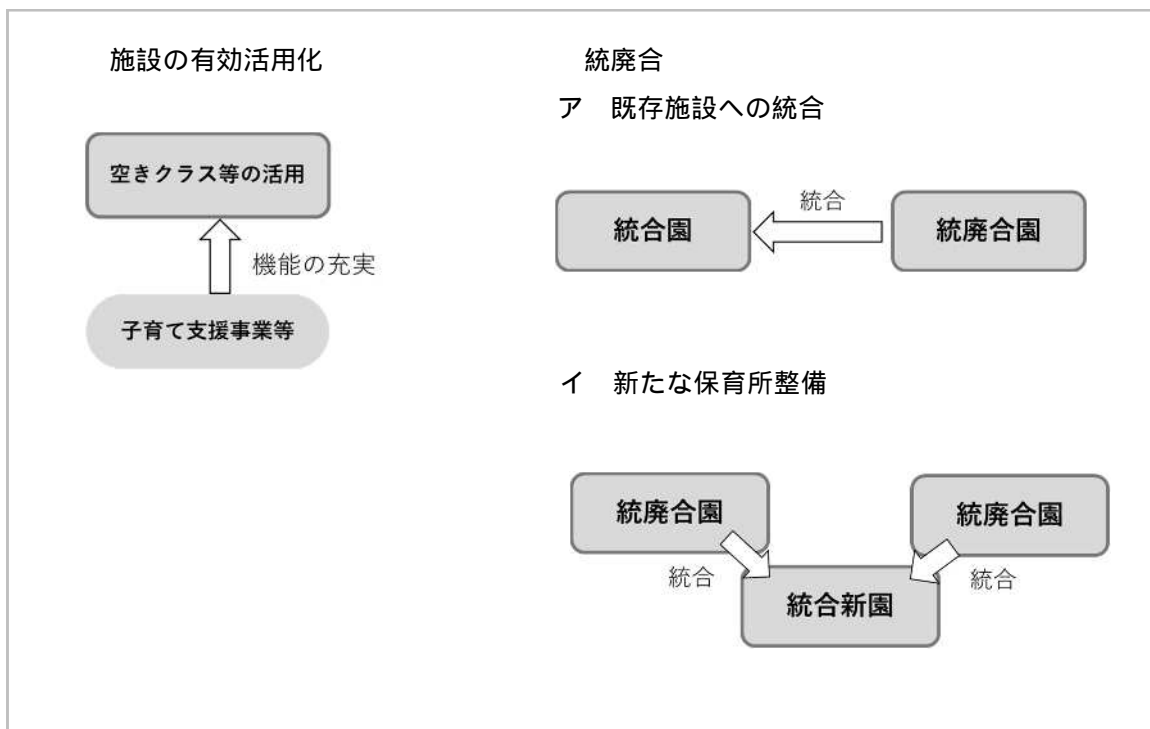 施設の有効活用化
空きクラス等の活用
機能の充実
子育て支援事業等
統廃合
ア　既存施設への統合
統合園
統合
統廃合園
イ　新たな保育所整備
統廃合園
統廃合園
統合
統合
統合新園